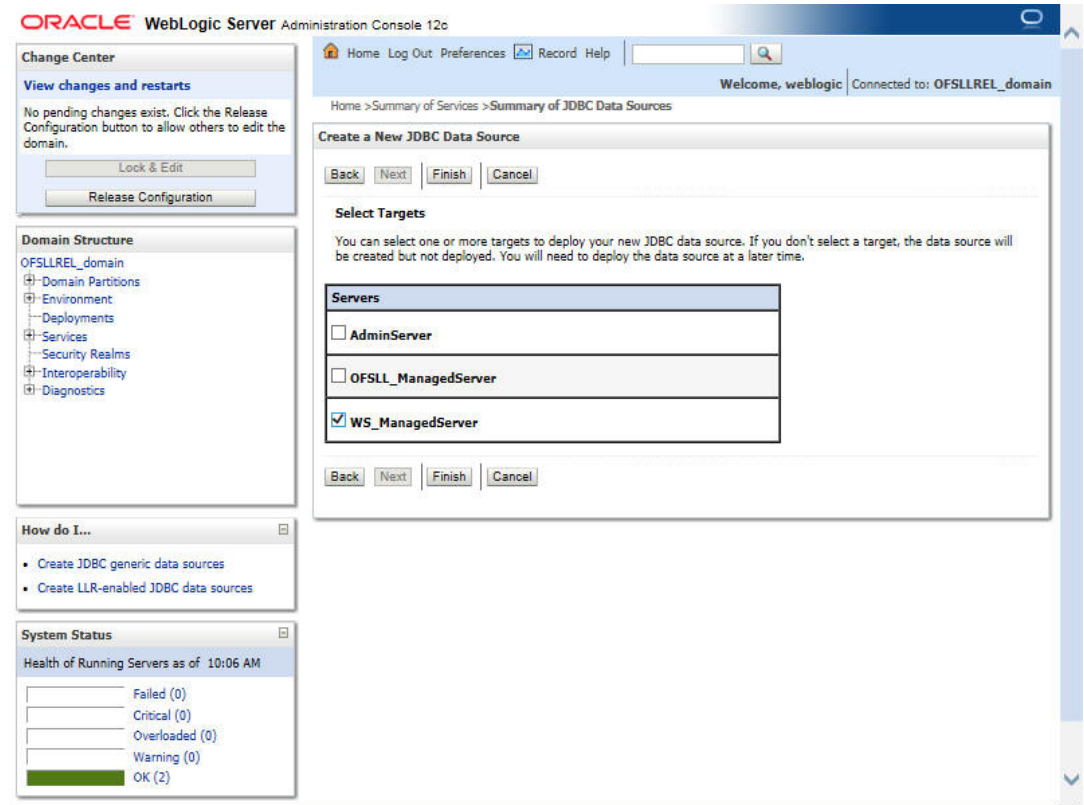 ORACLE WebLogic Server Administration Console 12c
Change Center
View changes and restarts
No pending changes exist. Click the Release
Configuration button to allow others to edit the
domain.
Lock & Edit
Release Configuration
Domain Structure
OFSLLREL_domain
Domain Partitions
Environment
Deployments
Services
Security Realms
Interoperability
Diagnostics
How do I...
Create JDBC generic data sources
Create LLR-enabled JDBC data sources
System Status
Health of Running Servers as of 10:06 AM
Failed (0)
Critical (0)
Overloaded (0)
Warning (0)
OK (2)
Home Log Out Preferences Record Help
Welcome, weblogic Connected to: OFSLLREL_domain
Home >Summary of Services >Summary of JDBC Data Sources
Create a New JDBC Data Source
Back Next Finish Cancel
Select Targets
You can select one or more targets to deploy your new JDBC data source. If you don't select a target, the data source will
be created but not deployed. You will need to deploy the data source at a later time.
Servers
AdminServer
OFSLL_ManagedServer
WS_ManagedServer
Back Next Finish Cancel